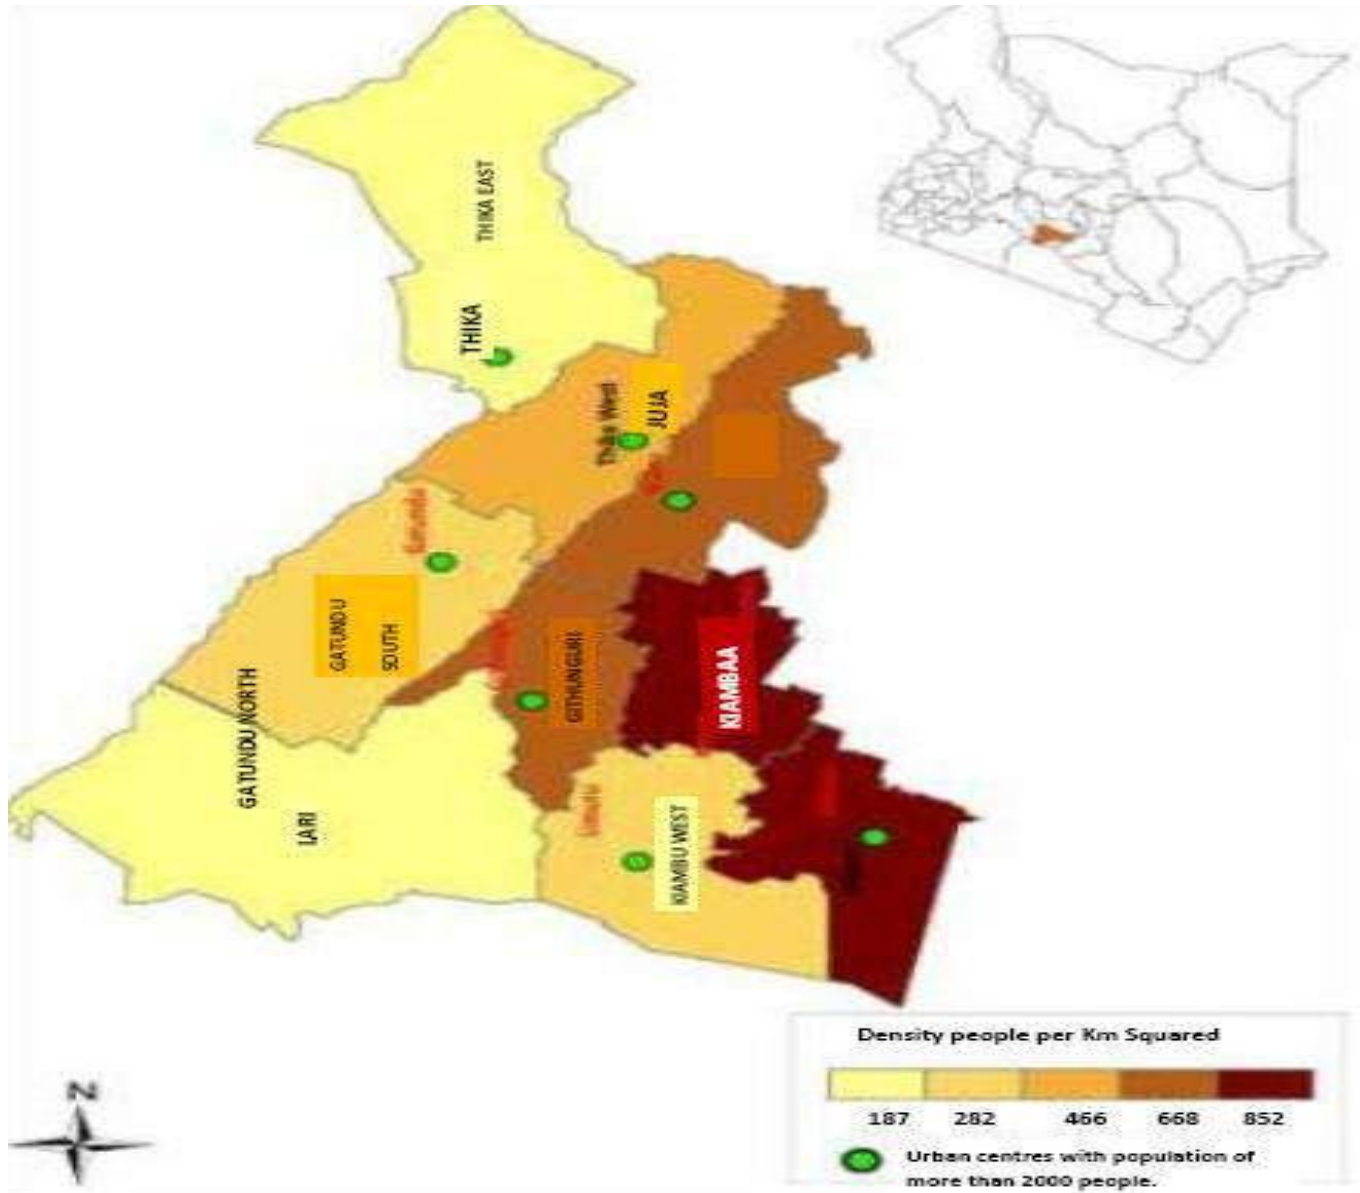 THIKA EAST
THIKA
Thika West
JUJA
GATUNDU
SOUTH
GATUNDU NORTH
LARI
GITHUNGURI
KIAMBAA
KIAMBU WEST
Density people per Km Squared
187 282 466 668 852
Urban centres with population of
more than 2000 people.
N